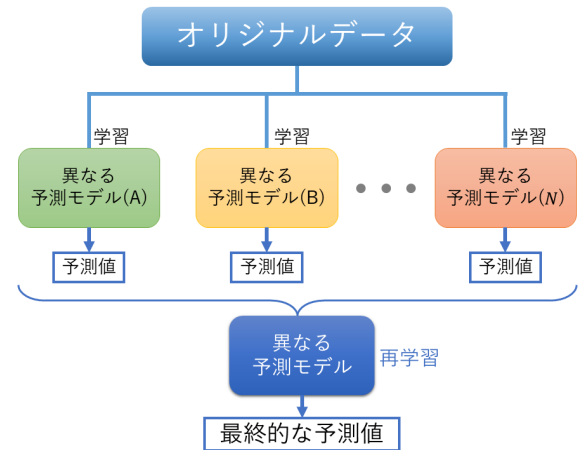 オリジナルデータ
学習
学習
学習
異なる
予測モデル(A)
異なる
予測モデル(B)
異なる
予測モデル(N)
予測値
予測値
予測値
異なる
予測モデル
再学習
最終的な予測値